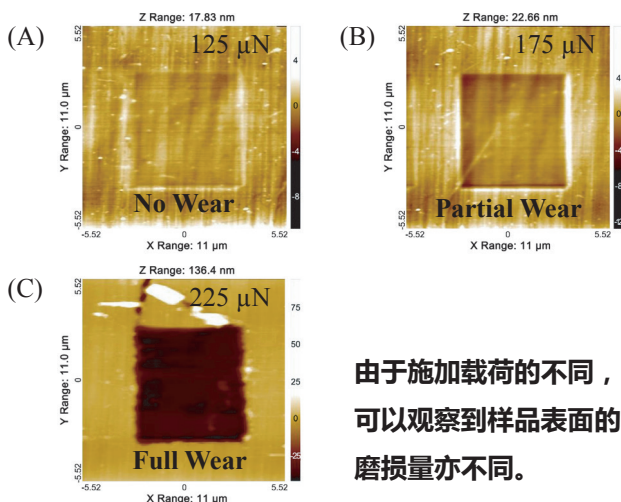 Z Range: 17.83 nm
(A)
125 µN
5.52
Y Range: 11.0 µm
0
-5.52
4
0
-4
-8
No Wear
-5.52 0 5.52
X Range: 11 µm
Z Range: 22.66 nm
(B)
175 µN
5.52
Y Range: 11.0 µm
0
-5.52
4
0
-4
-8
Partial Wear
-5.52 0 5.52
X Range: 11 µm
Z Range: 136.4 nm
(C)
225 µN
5.52
Y Range: 11.0 µm
0
-5.52
75
50
25
0
Full Wear
-5.52 0 5.52
X Range: 11 µm
由于施加载荷的不同，
可以观察到样品表面的
磨损量亦不同。